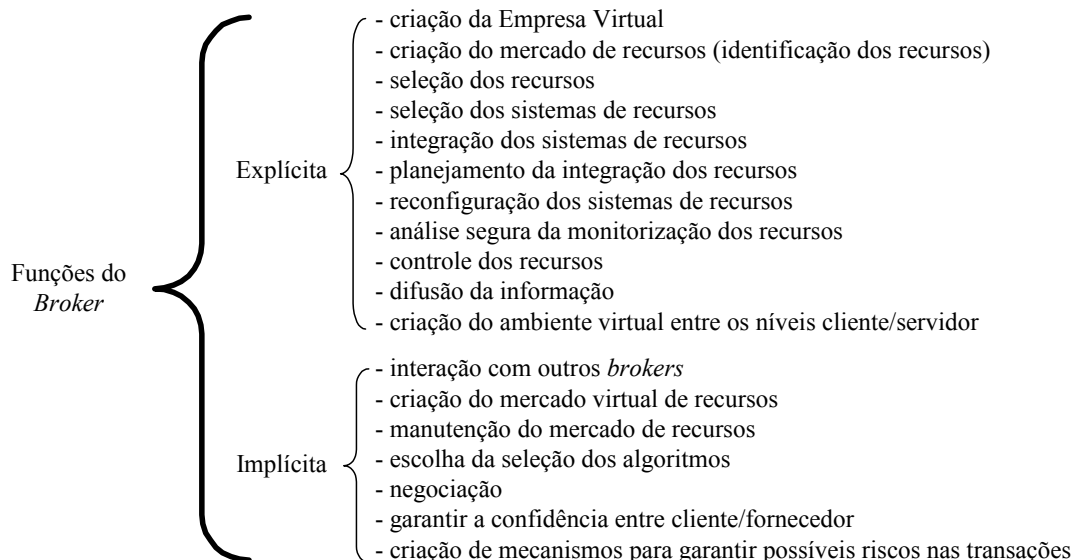 Funções do
Broker
Explícita
- criação da Empresa Virtual
- criação do mercado de recursos (identificação dos recursos)
- seleção dos recursos
- seleção dos sistemas de recursos
- integração dos sistemas de recursos
- planejamento da integração dos recursos
- reconfiguração dos sistemas de recursos
- análise segura da monitorização dos recursos
- controle dos recursos
- difusão da informação
- criação do ambiente virtual entre os níveis cliente/servidor
Implícita
- interação com outros brokers
- criação do mercado virtual de recursos
- manutenção do mercado de recursos
- escolha da seleção dos algoritmos
- negociação
- garantir a confidência entre cliente/fornecedor
- criação de mecanismos para garantir possíveis riscos nas transações